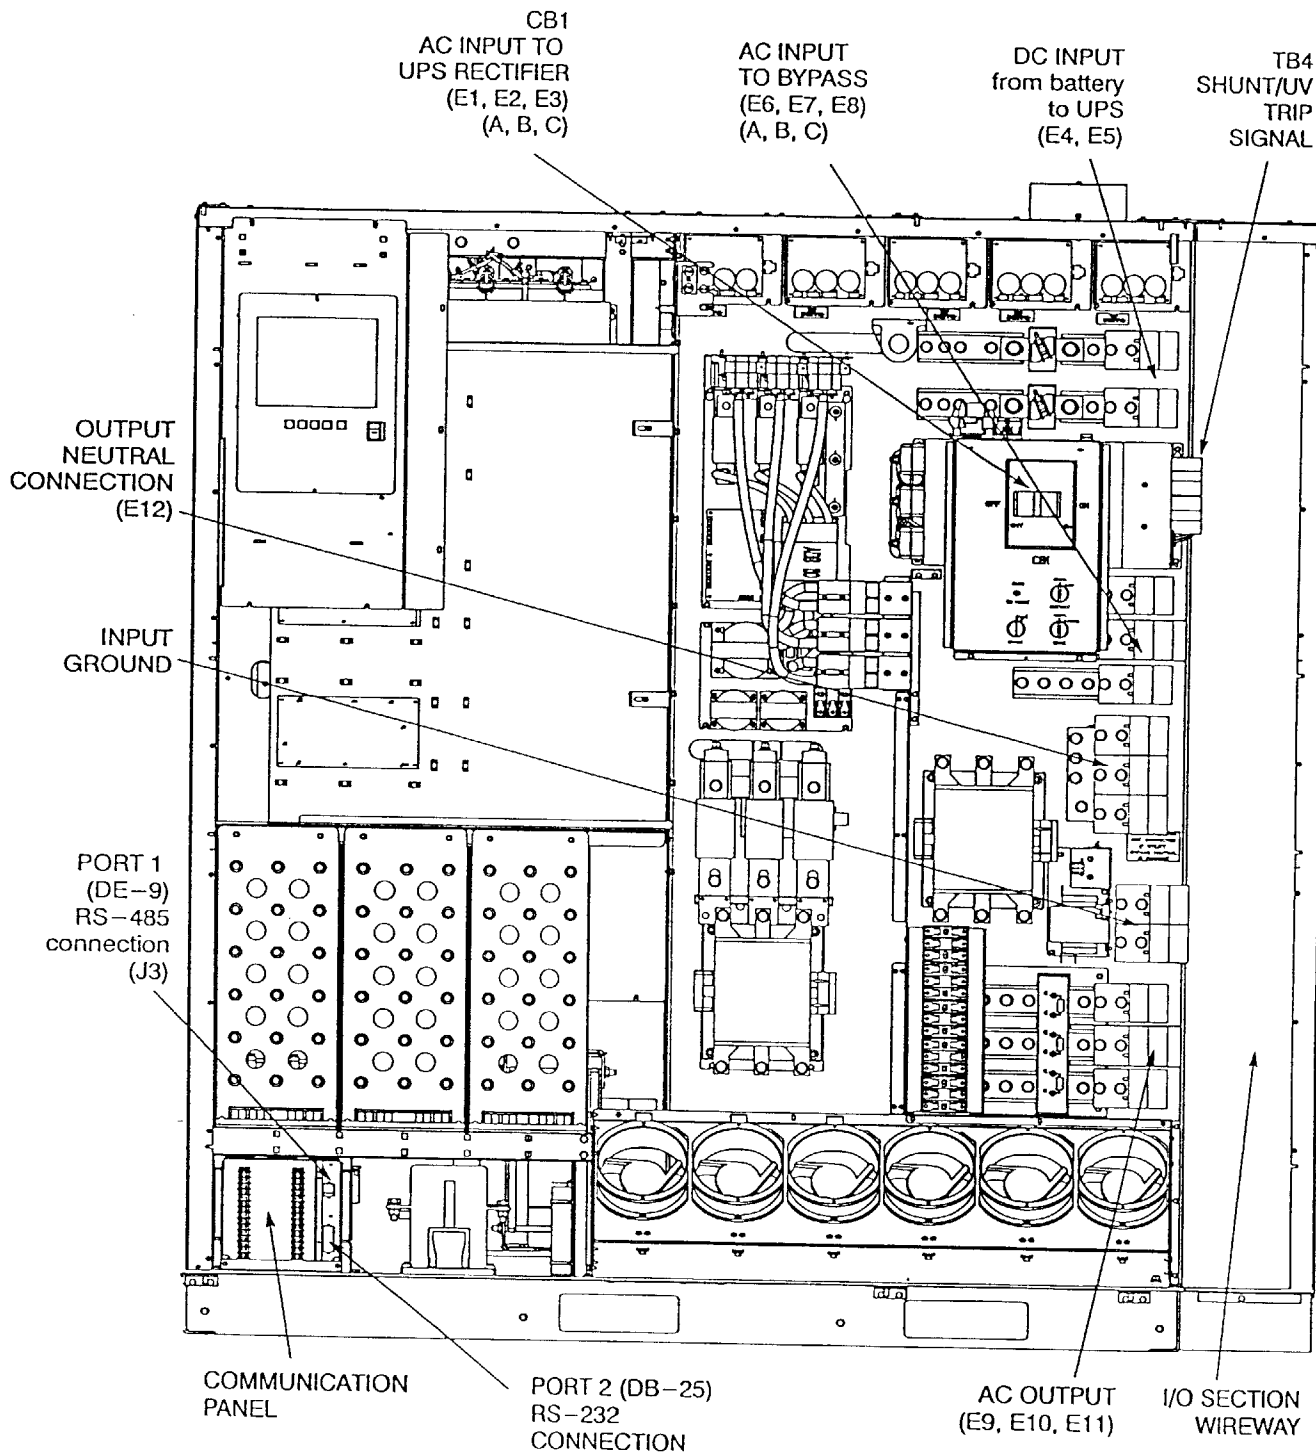 CB1
AC INPUT TO
UPS RECTIFIER
(E1, E2, E3)
(A, B, C)
AC INPUT
TO BYPASS
(E6, E7, E8)
(A, B, C)
DC INPUT
from battery
to UPS
(E4, E5)
TB4
SHUNT/UV
TRIP
SIGNAL
OUTPUT
NEUTRAL
CONNECTION
(E12)
OFF
ON
CB1
INPUT
GROUND
PORT 1
(DE-9)
RS-485
connection
(J3)
COMMUNICATION
PANEL
PORT 2 (DB-25)
RS-232
CONNECTION
AC OUTPUT
(E9, E10, E11)
I/O SECTION
WIREWAY